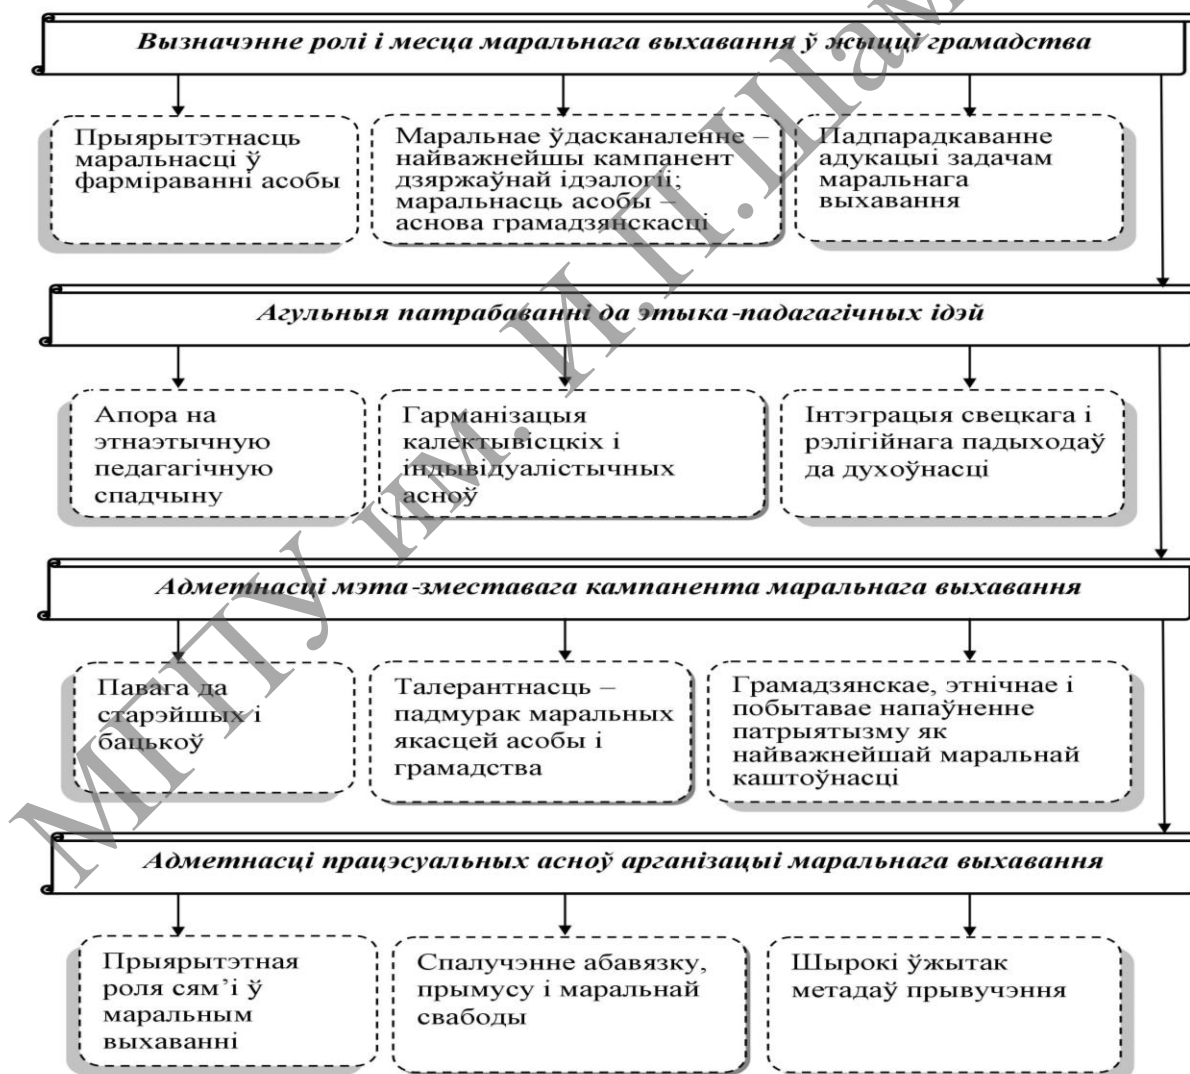 Вызначэнне ролі і месца маральнага выхавання ў жыцці грамадства
Прыярытэтнасць
маральнасці ў
фарміраванні асобы
Маральнае ўдасканаленне –
найважнейшы кампанент
дзяржаўнай ідэалогіі;
маральнасць асобы –
аснова грамадзянскасці
Падпарадкаванне
адукацыі задачам
маральнага
выхавання
Агульныя патрабаванні да этыка-падагагічных ідэй
Апора на
этнаэтычную
педагагічную
спадчыну
Гарманізацыя
калектывісцкіх і
індывідуалістычных
асноў
Інтэграцыя свецкага і
рэлігійнага падыходаў
да духоўнасці
Адметнасці мэта-зместавага кампанента маральнага выхавання
Павага да
старэйшых і
бацькоў
Талерантнасць –
падмурак маральных
якасцей асобы і
грамадства
Грамадзянскае, этнічнае і
побытавае напаўненне
патрыятызму як
найважнейшай маральнай
каштоўнасці
Адметнасці працэсуальных асноў арганізацыі маральнага выхавання
Прыярытэтная
роля сям’і ў
маральным
выхаванні
Спалучэнне абавязку,
прымусу і маральнай
свабоды
Шырокі ўжытак
метадаў прывучэння
МГПУ им. И.П.Шам